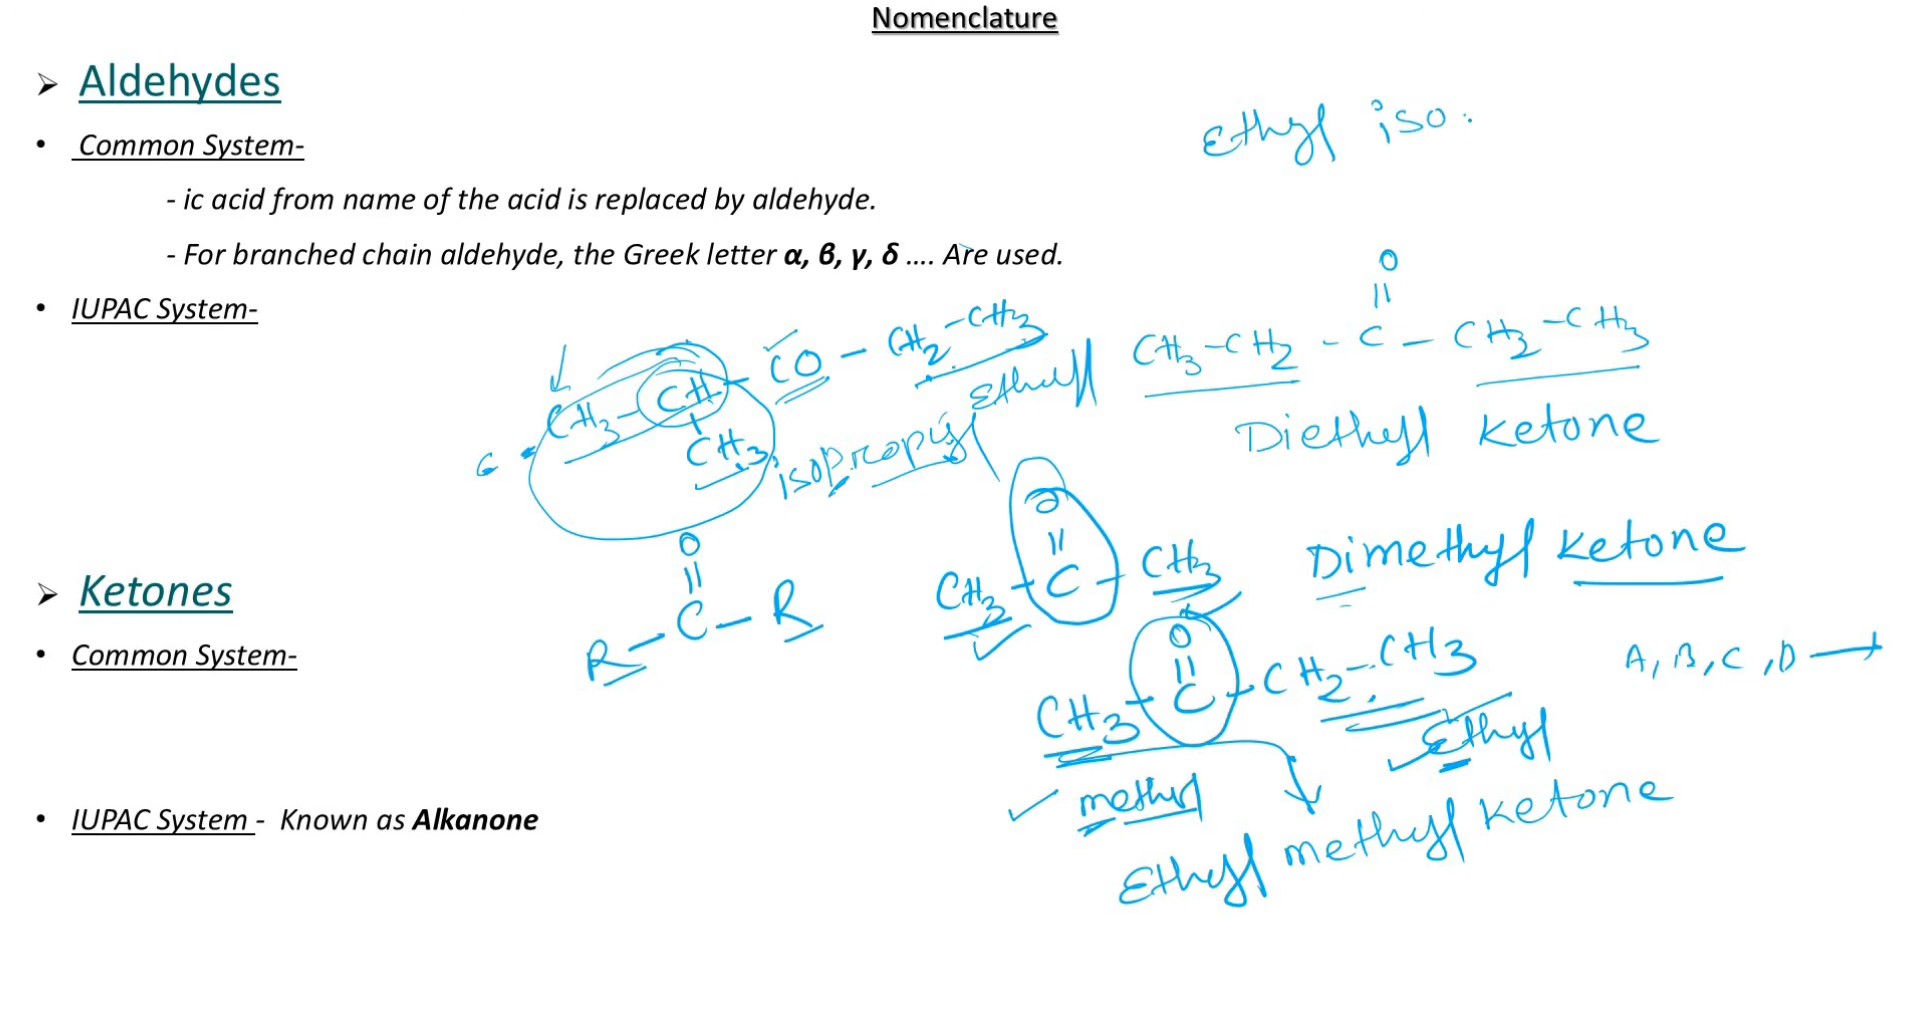 Nomenclature
➢ Aldehydes
• Common System-
- ic acid from name of the acid is replaced by aldehyde.
- For branched chain aldehyde, the Greek letter α, β, γ, δ .... Are used.
• IUPAC System-
Ethyl iso
CH3-CH-CO-CH2-CH3
CH3
isopropyl Ethyl
O
||
CH3-CH2-C-CH2-CH3
Diethyl Ketone
➢ Ketones
O
||
R-C-R
O
||
CH3-C-CH3 Dimethyl Ketone
• Common System-
O
||
CH3-C-CH2-CH3
A, B, C, D →
methyl Ethyl
Ethyl methyl Ketone
• IUPAC System - Known as Alkanone